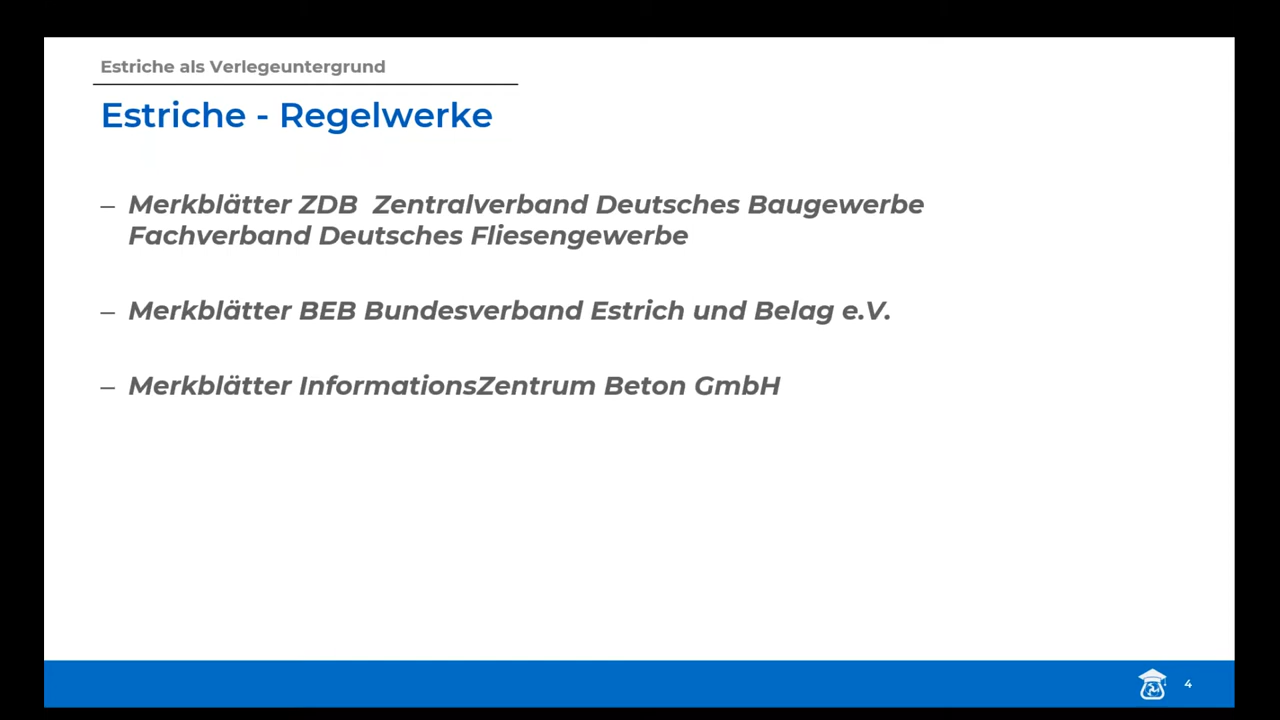 Estriche als Verlegeuntergrund
Estriche - Regelwerke
– Merkblätter ZDB  Zentralverband Deutsches Baugewerbe
Fachverband Deutsches Fliesengewerbe
– Merkblätter BEB Bundesverband Estrich und Belag e.V.
– Merkblätter InformationsZentrum Beton GmbH
4